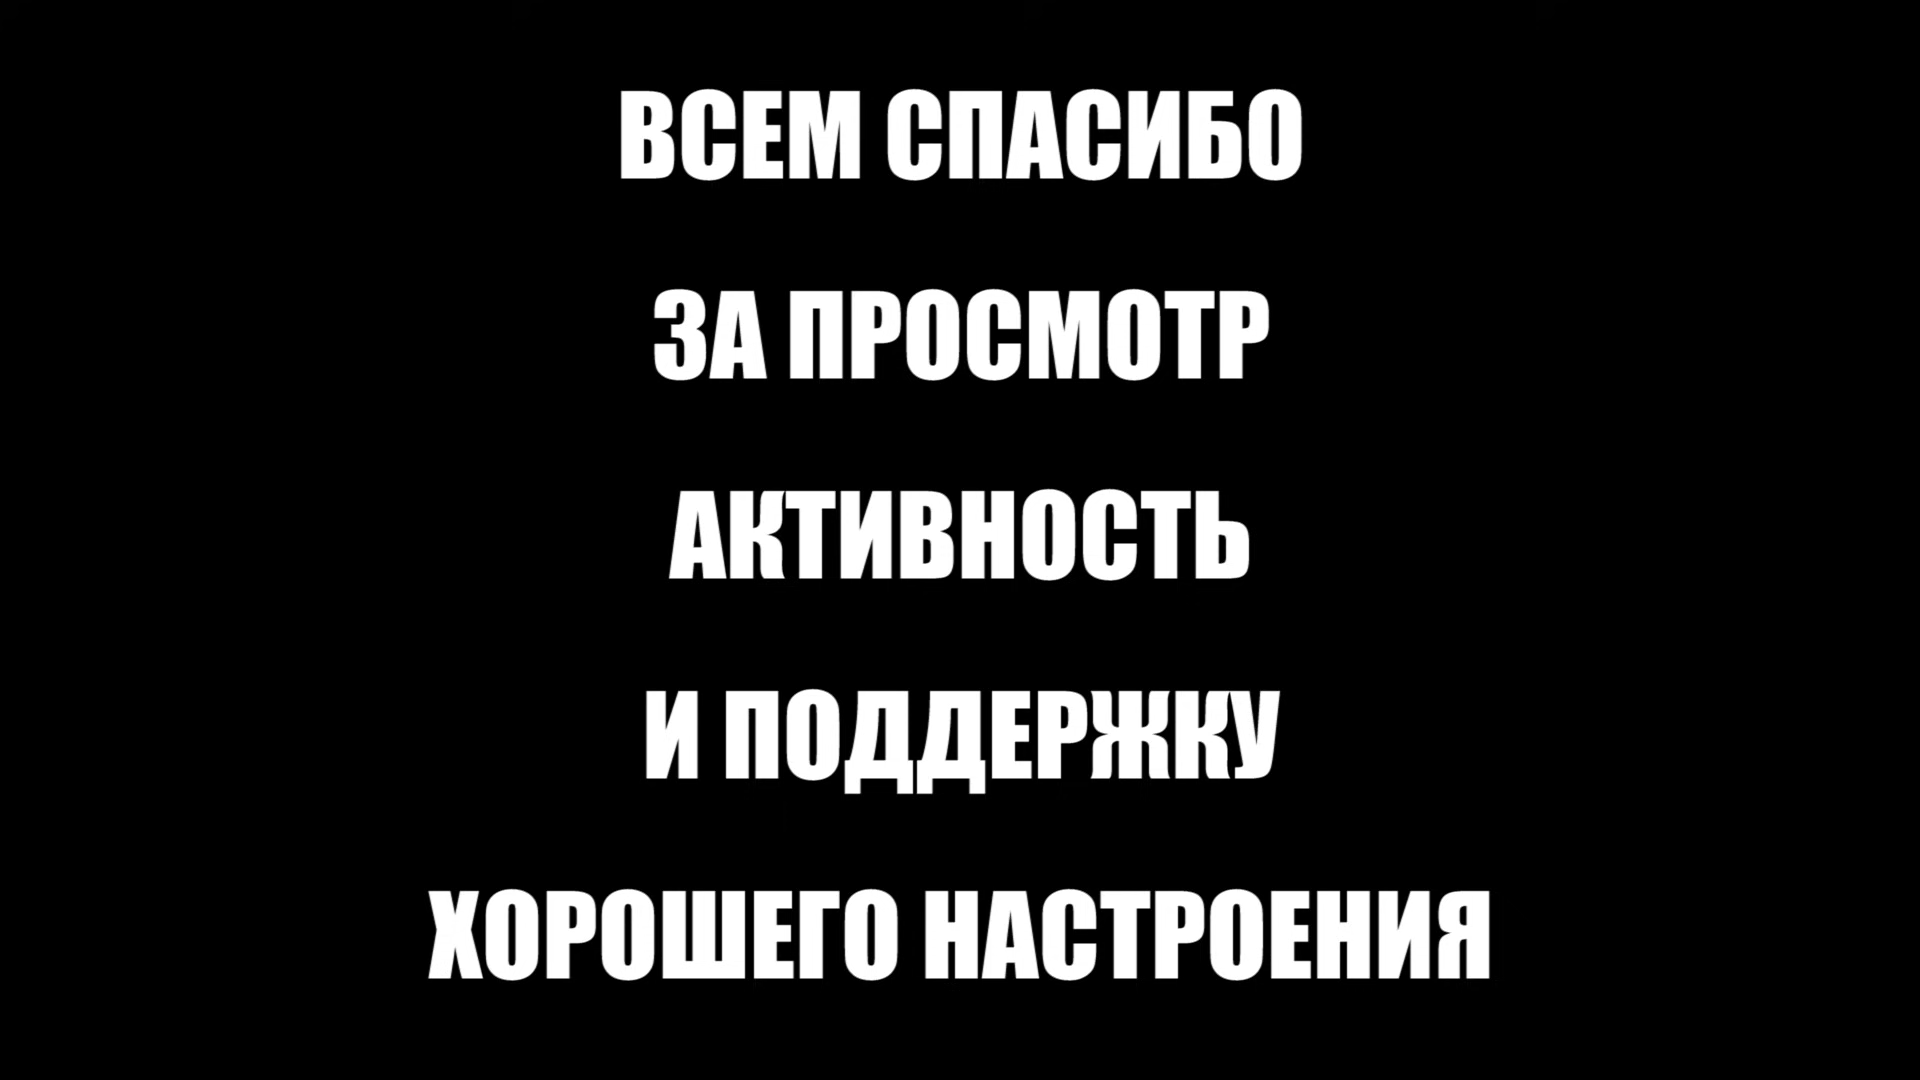 ВСЕМ СПАСИБО
ЗА ПРОСМОТР
АКТИВНОСТЬ
И ПОДДЕРЖКУ
ХОРОШЕГО НАСТРОЕНИЯ